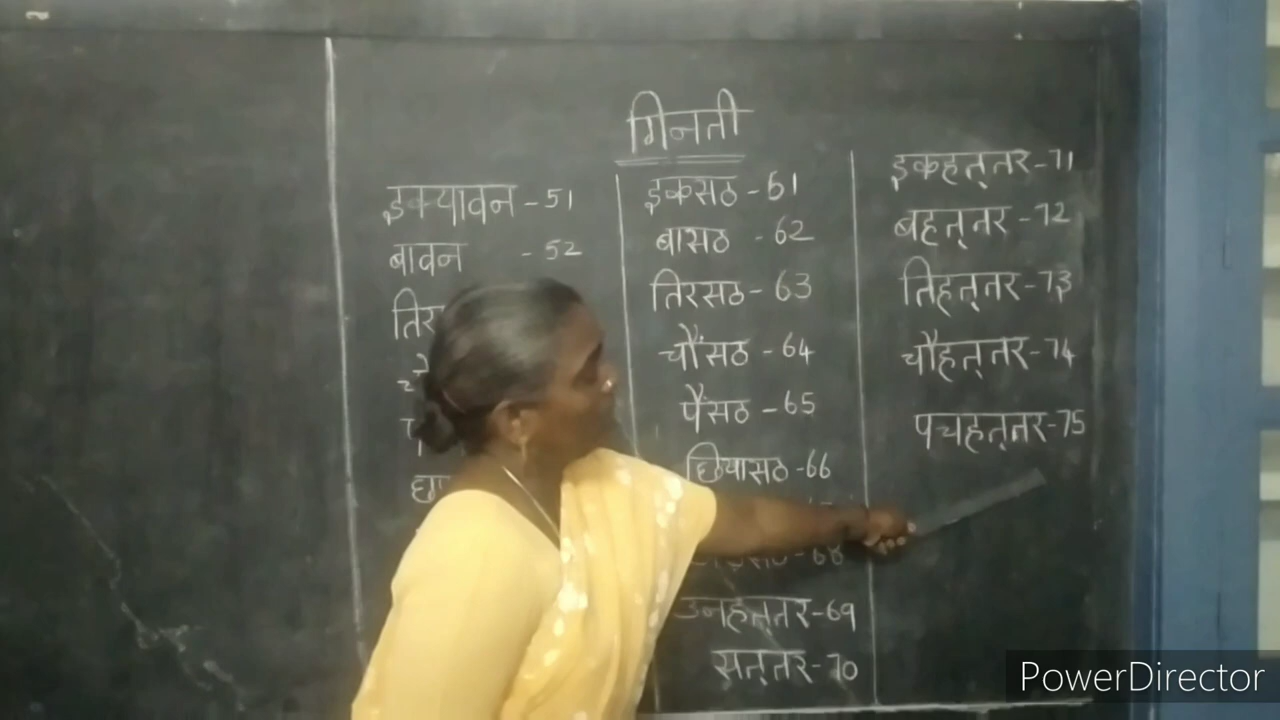 गिनती
इक्यावन - 51
बावन - 52
इकसठ - 61
बासठ - 62
तिरसठ - 63
चौंसठ - 64
पैंसठ - 65
छियासठ - 66
68
उनहत्तर - 69
सत्तर - 70
इकहत्तर - 71
बहत्तर - 72
तिहत्तर - 73
चौहत्तर - 74
पचहत्तर - 75
PowerDirector